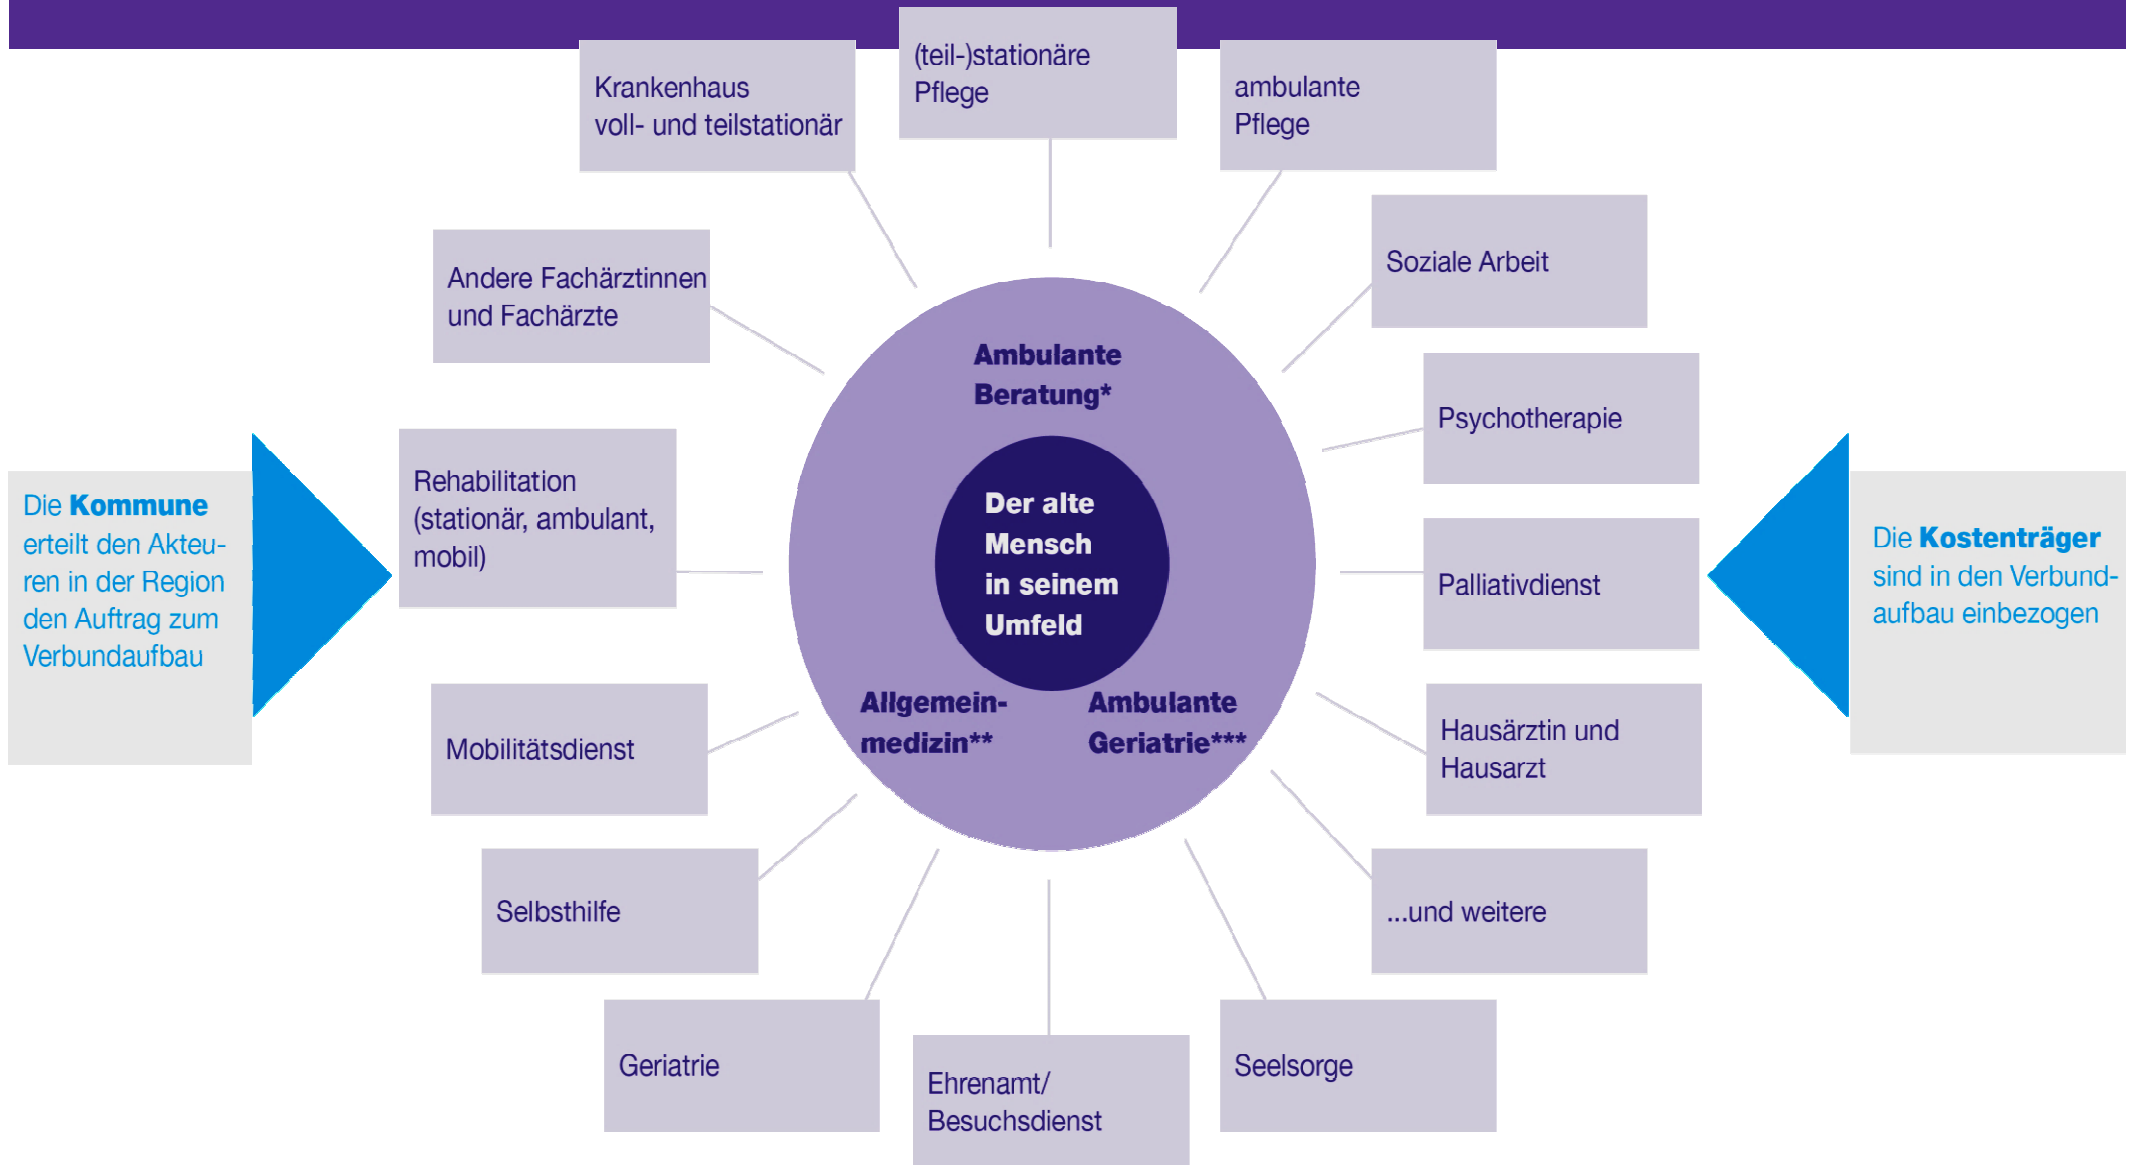 (teil-)stationäre
Pflege
Krankenhaus
voll- und teilstationär
ambulante
Pflege
Soziale Arbeit
Andere Fachärztinnen
und Fachärzte
Ambulante
Beratung*
Psychotherapie
Rehabilitation
(stationär, ambulant,
mobil)
Der alte
Mensch
in seinem
Umfeld
Die Kommune
erteilt den Akteu-
ren in der Region
den Auftrag zum
Verbundaufbau
Die Kostenträger
sind in den Verbund-
aufbau einbezogen
Palliativdienst
Allgemein-
medizin**
Ambulante
Geriatrie***
Mobilitätsdienst
Hausärztin und
Hausarzt
Selbsthilfe
...und weitere
Geriatrie
Ehrenamt/
Besuchsdienst
Seelsorge